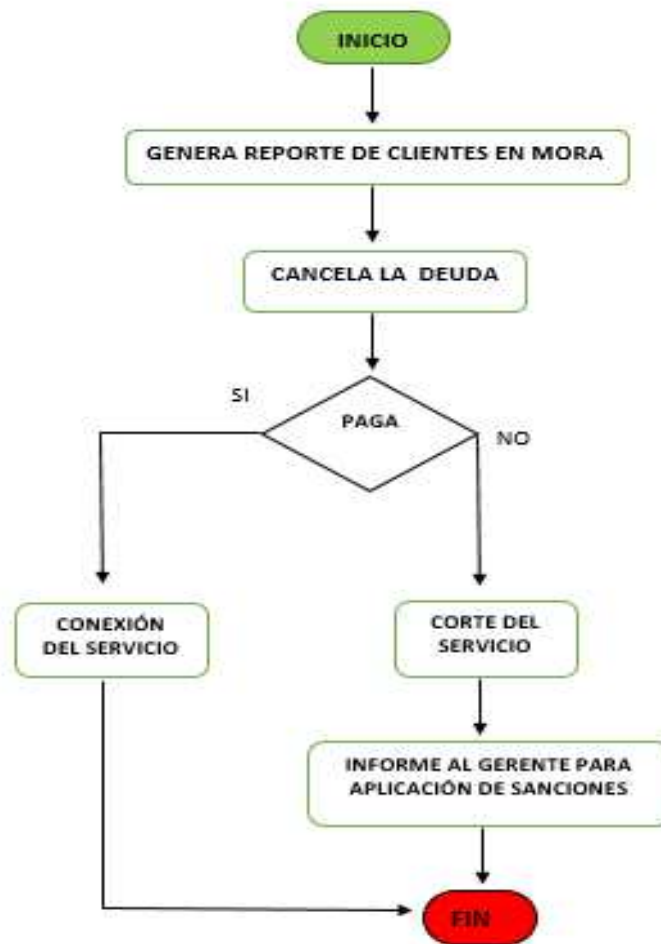 INICIO
GENERA REPORTE DE CLIENTES EN MORA
CANCELA LA DEUDA
SI
PAGA
NO
CONEXIÓN
DEL SERVICIO
CORTE DEL
SERVICIO
INFORME AL GERENTE PARA
APLICACIÓN DE SANCIONES
FIN